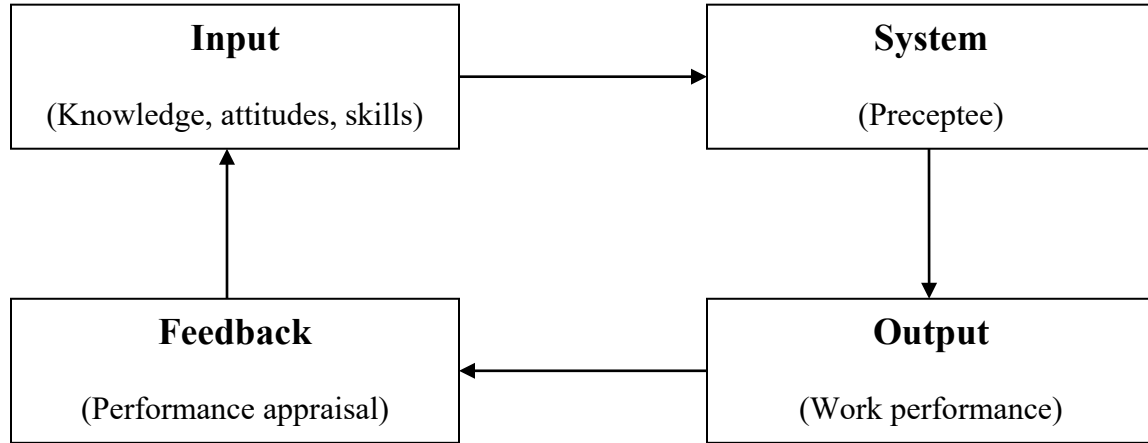 Input
(Knowledge, attitudes, skills)
System
(Preceptee)
Feedback
(Performance appraisal)
Output
(Work performance)